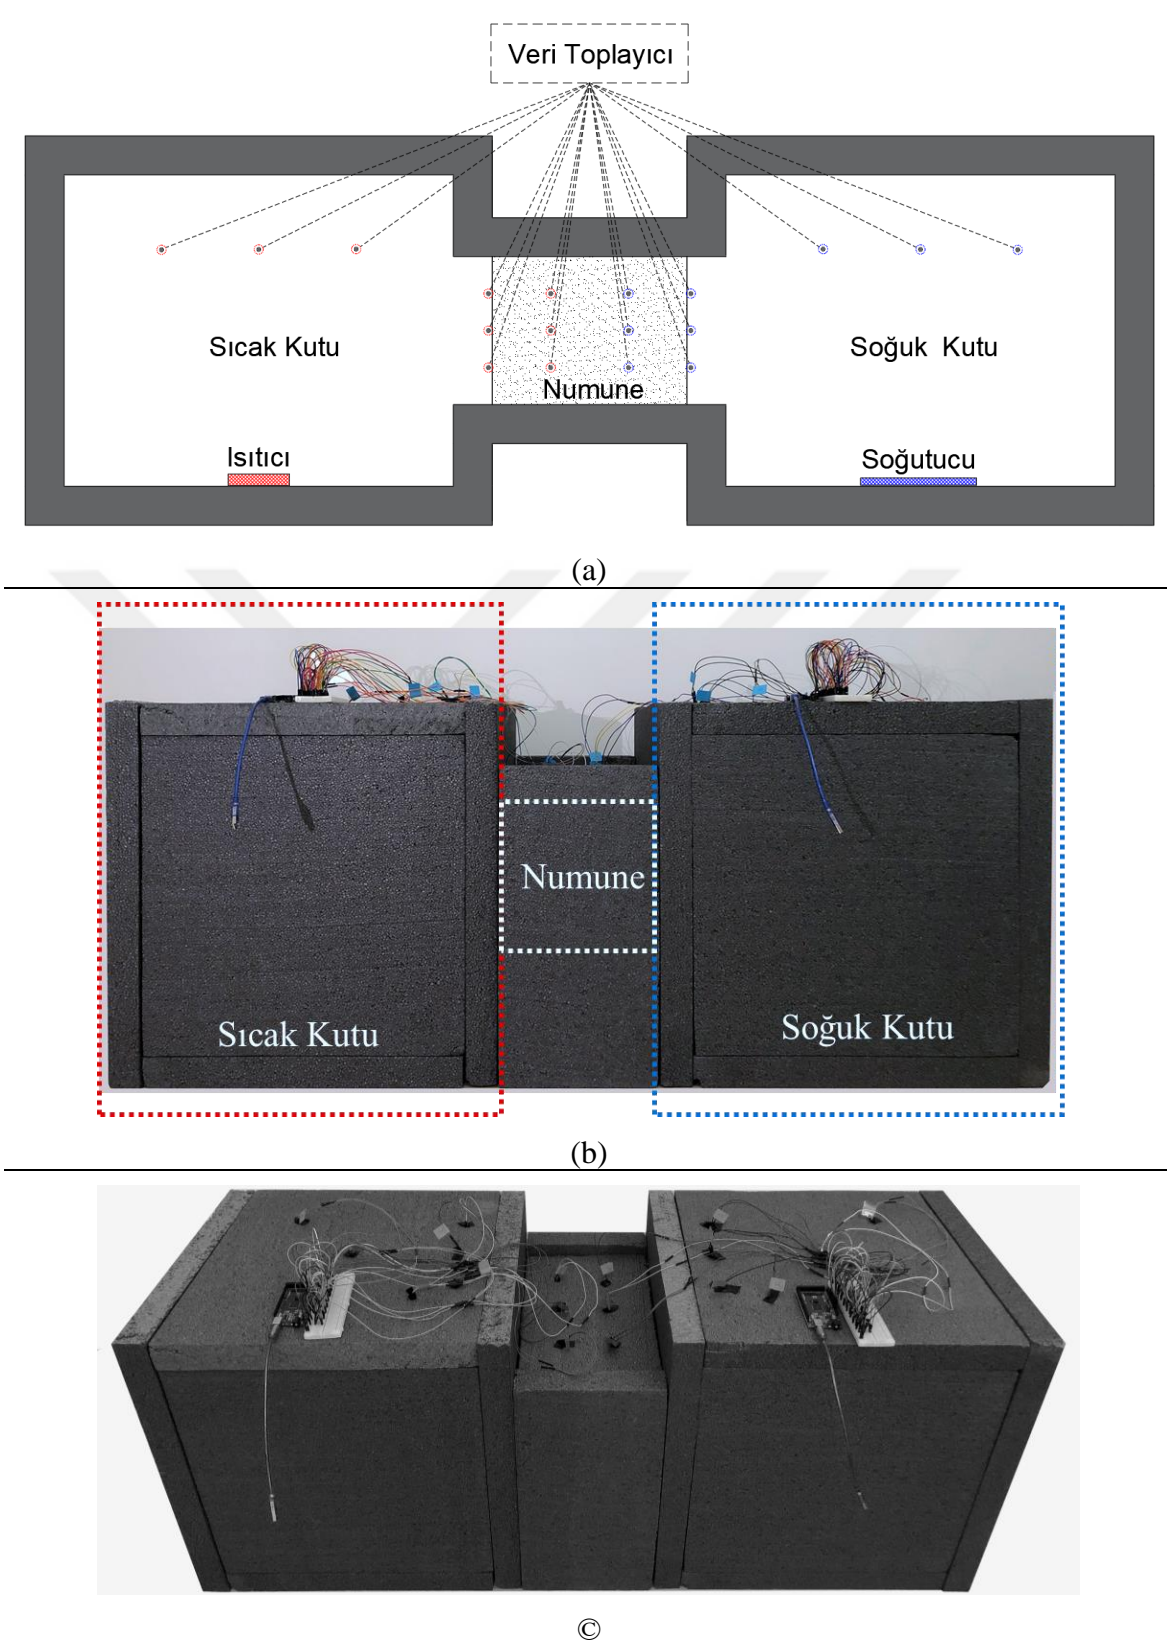 Veri Toplayıcı
Sıcak Kutu
Soğuk Kutu
Numune
Isıtıcı
Soğutucu
(a)
Numune
Sıcak Kutu
Soğuk Kutu
(b)
©